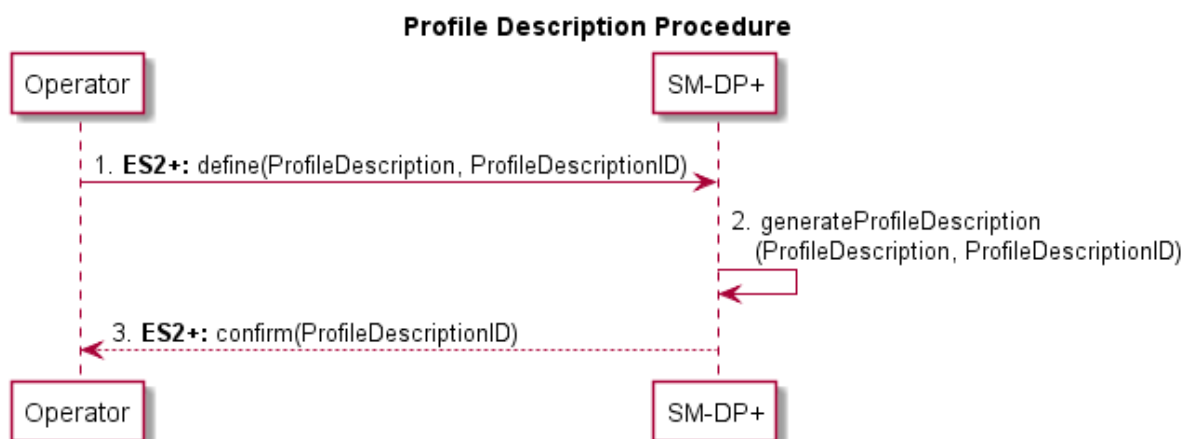 Profile Description Procedure
Operator
SM-DP+
1. ES2+: define(ProfileDescription, ProfileDescriptionID)
2. generateProfileDescription
(ProfileDescription, ProfileDescriptionID)
3. ES2+: confirm(ProfileDescriptionID)
Operator
SM-DP+